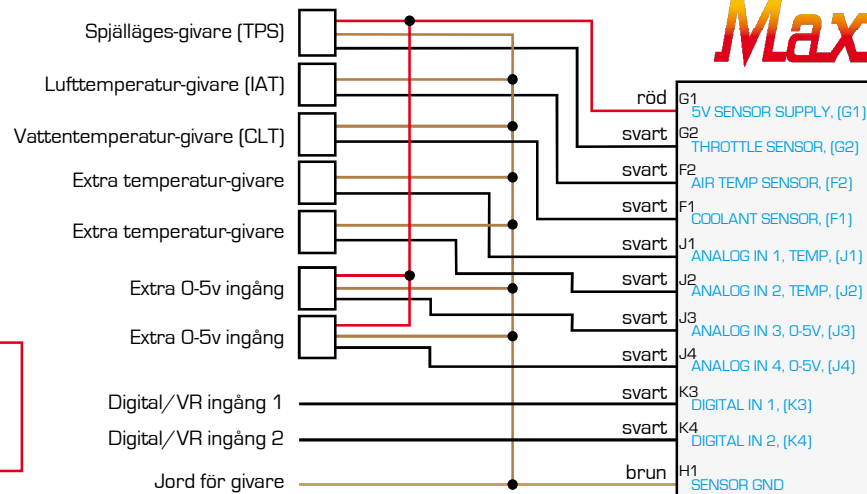 Max
Spjälläges-givare (TPS)
Lufttemperatur-givare (IAT)
Vattentemperatur-givare (CLT)
Extra temperatur-givare
Extra temperatur-givare
Extra 0-5v ingång
Extra 0-5v ingång
Digital/VR ingång 1
Digital/VR ingång 2
Jord för givare
röd G1
5V SENSOR SUPPLY, (G1)
svart G2
THROTTLE SENSOR, (G2)
svart F2
AIR TEMP SENSOR, (F2)
svart F1
COOLANT SENSOR, (F1)
svart J1
ANALOG IN 1, TEMP, (J1)
svart J2
ANALOG IN 2, TEMP, (J2)
svart J3
ANALOG IN 3, 0-5V, (J3)
svart J4
ANALOG IN 4, 0-5V, (J4)
svart K3
DIGITAL IN 1, (K3)
svart K4
DIGITAL IN 2, (K4)
brun H1
SENSOR GND